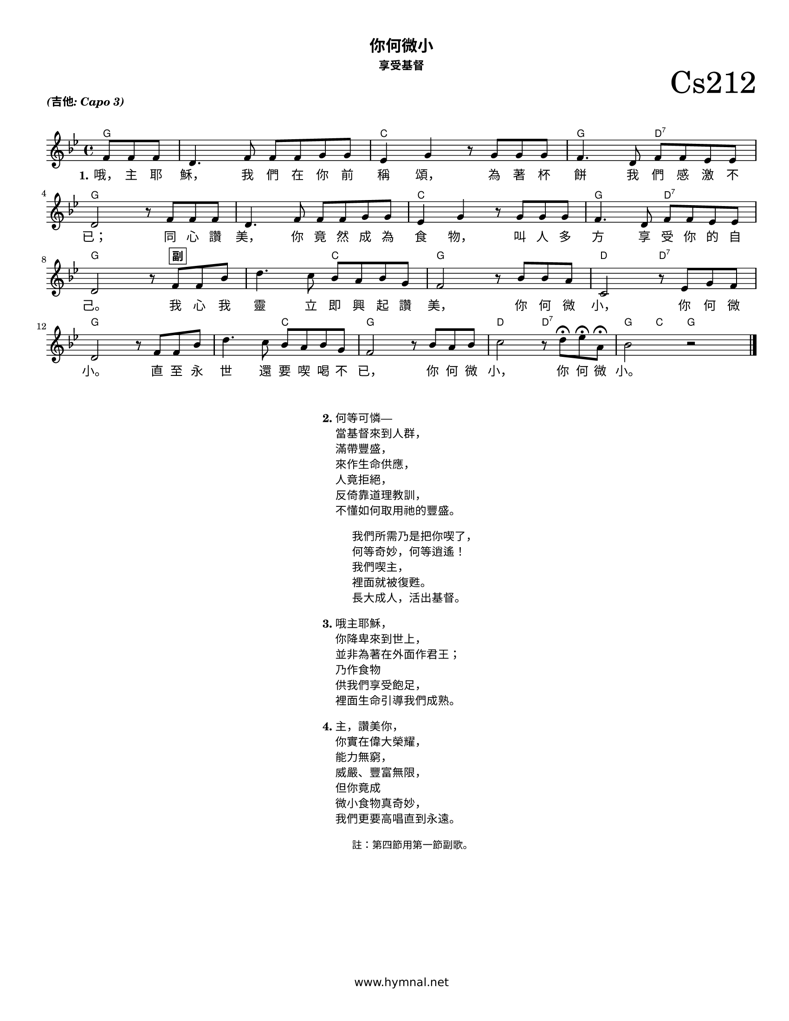 你何微小
享受基督
Cs212
(吉他: Capo 3)
G C G D7
1. 哦, 主 耶 穌, 我 們 在 你 前 稱 頌, 為 著 杯 餅 我 們 感 激 不
4 G C G D7
已; 同 心 讚 美, 你 竟 然 成 為 食 物, 叫 人 多 方 享 受 你 的 自
8 G 副 C G D D7
己。 我 心 我 靈 立 即 興 起 讚 美, 你 何 微 小, 你 何 微
12 G C G D D7 G C G
小。 直 至 永 世 還 要 喫 喝 不 已, 你 何 微 小, 你 何 微 小。
2. 何等可憐—
當基督來到人群,
滿帶豐盛,
來作生命供應,
人竟拒絕,
反倚靠道理教訓,
不懂如何取用祂的豐盛。
我們所需乃是把你喫了,
何等奇妙, 何等逍遙!
我們喫主,
裡面就被復甦。
長大成人, 活出基督。
3. 哦主耶穌,
你降卑來到世上,
並非為著在外面作君王;
乃作食物
供我們享受飽足,
裡面生命引導我們成熟。
4. 主, 讚美你,
你實在偉大榮耀,
能力無窮,
威嚴、豐富無限,
但你竟成
微小食物真奇妙,
我們更要高唱直到永遠。
註:第四節用第一節副歌。
www.hymnal.net